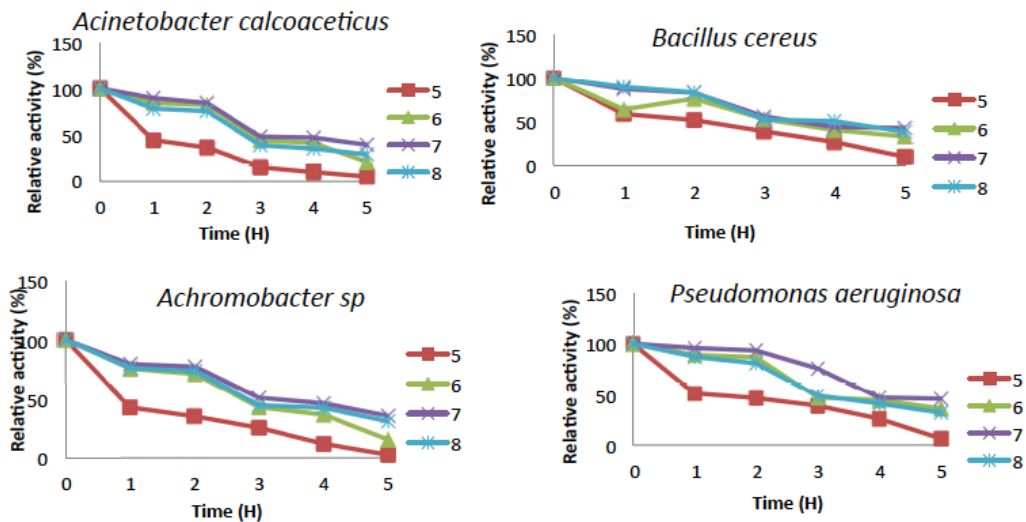 Acinetobacter calcoaceticus
150
100
50
0
Relative activity (%)
0 1 2 3 4 5
Time (H)
5
6
7
8
Bacillus cereus
150
100
50
0
Relative activity (%)
0 1 2 3 4 5
Time (H)
5
6
7
8
Achromobacter sp
150
100
50
0
Relative activity (%)
0 1 2 3 4 5
Time (H)
5
6
7
8
Pseudomonas aeruginosa
150
100
50
0
Relative activity (%)
0 1 2 3 4 5
Time (H)
5
6
7
8